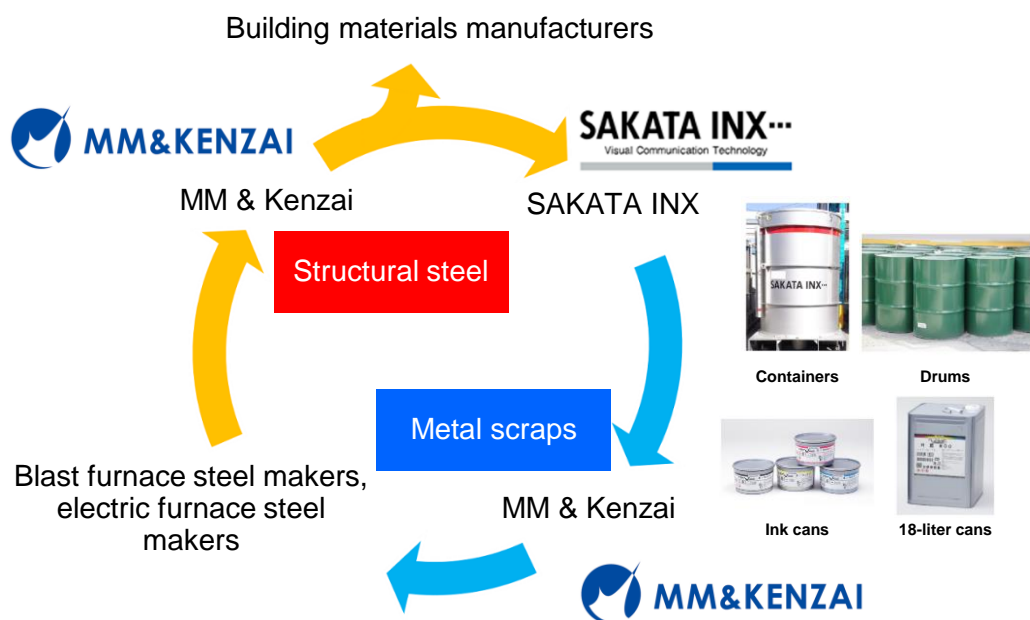 Building materials manufacturers
MM&KENZAI
SAKATA INX
Visual Communication Technology
MM & Kenzai
SAKATA INX
Structural steel
SAKATA INX
Containers
Drums
Metal scraps
Blast furnace steel makers,
electric furnace steel
makers
MM & Kenzai
Ink cans
18-liter cans
MM&KENZAI